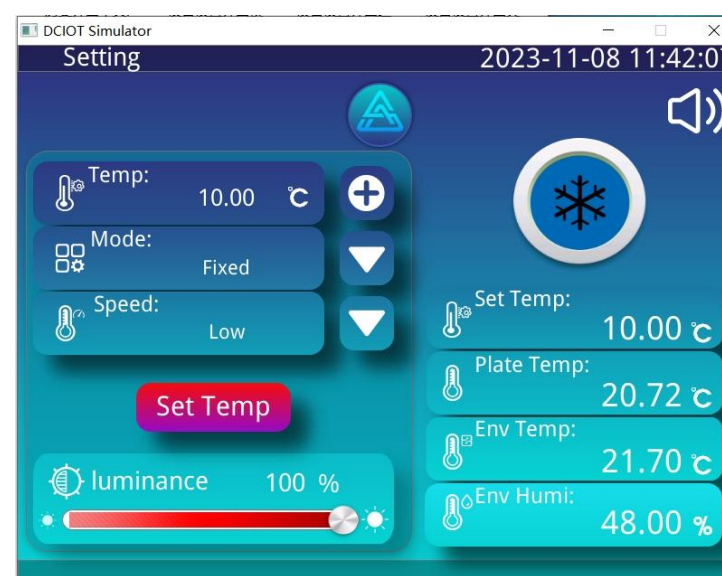 DCIOT Simulator
Setting
2023-11-08 11:42:0
Temp:
10.00 ℃
Mode:
Fixed
Speed:
Low
Set Temp
luminance 100 %
Set Temp:
10.00 ℃
Plate Temp:
20.72 ℃
Env Temp:
21.70 ℃
Env Humi:
48.00 %